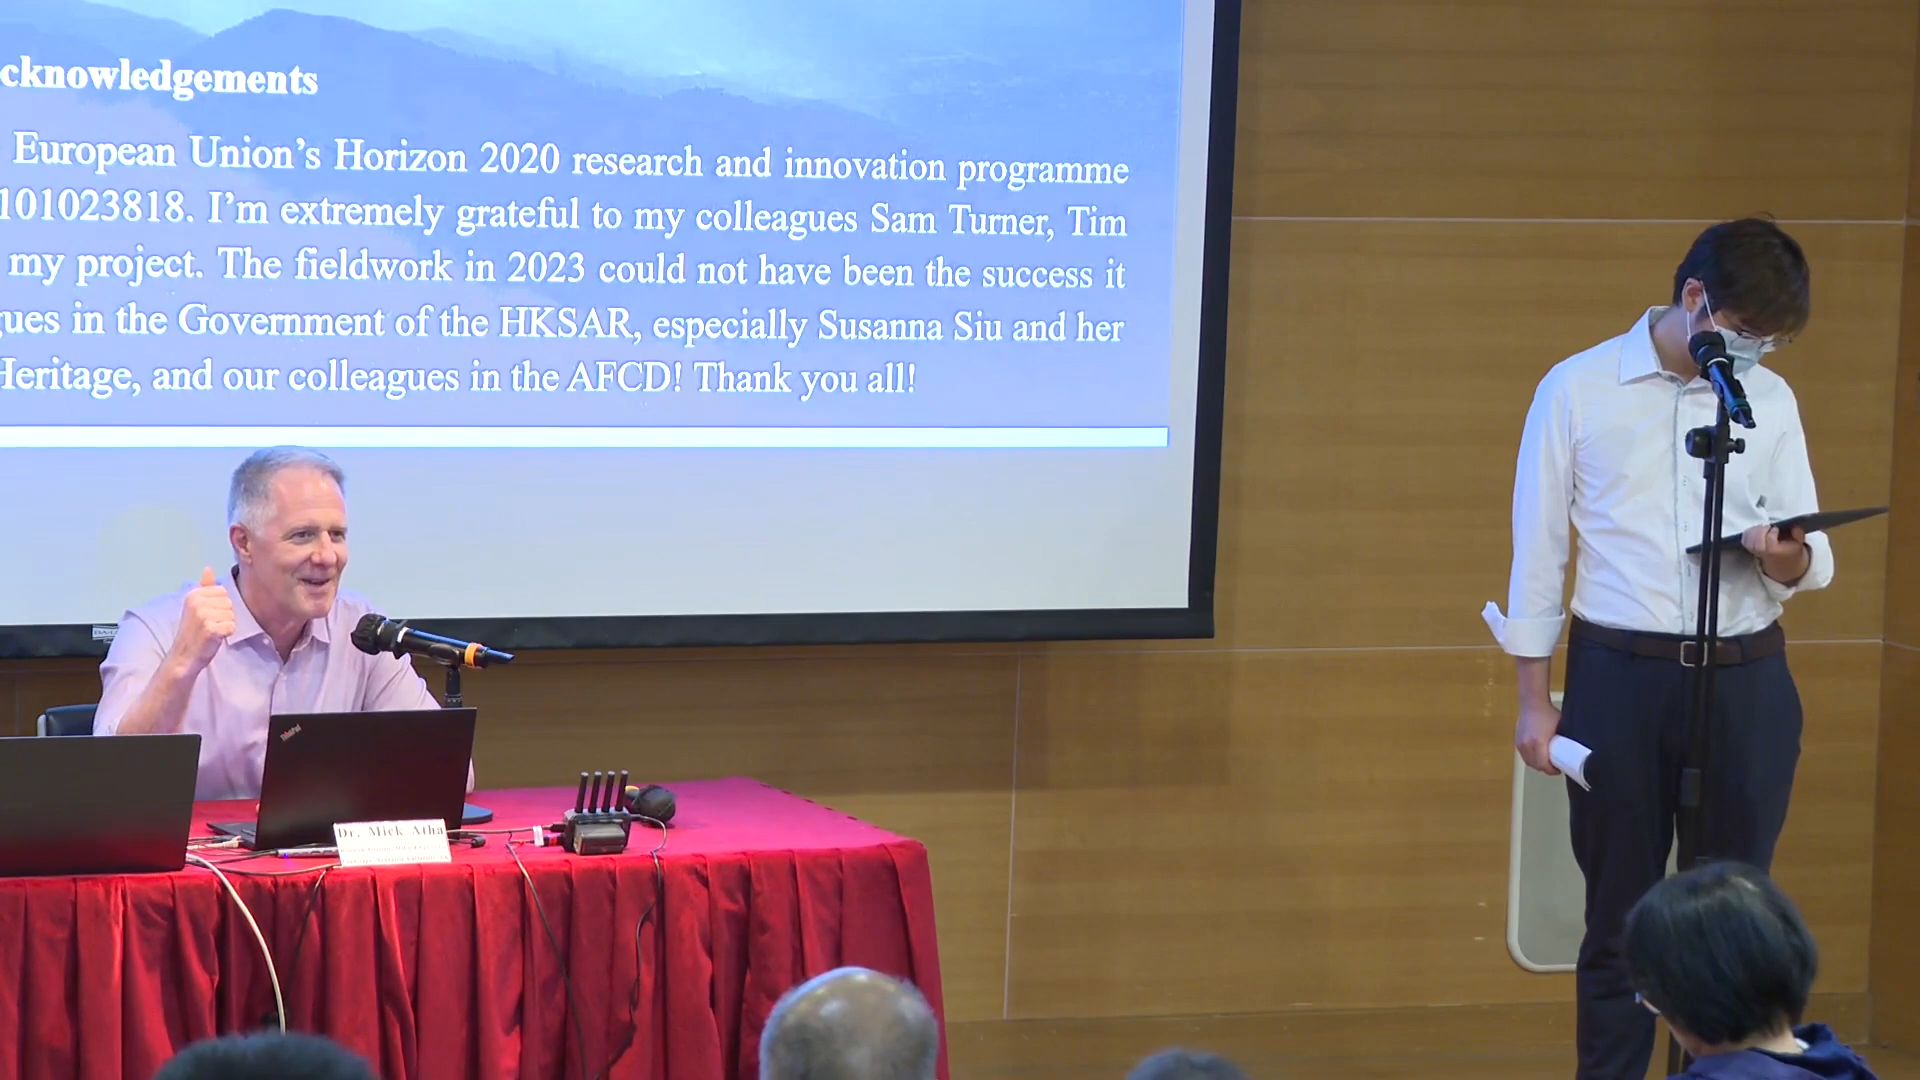 cknowledgements
European Union’s Horizon 2020 research and innovation programme
101023818. I’m extremely grateful to my colleagues Sam Turner, Tim
my project. The fieldwork in 2023 could not have been the success it
gues in the Government of the HKSAR, especially Susanna Siu and her
Heritage, and our colleagues in the AFCD! Thank you all!
ThinkPad
Dr. Mick Atha